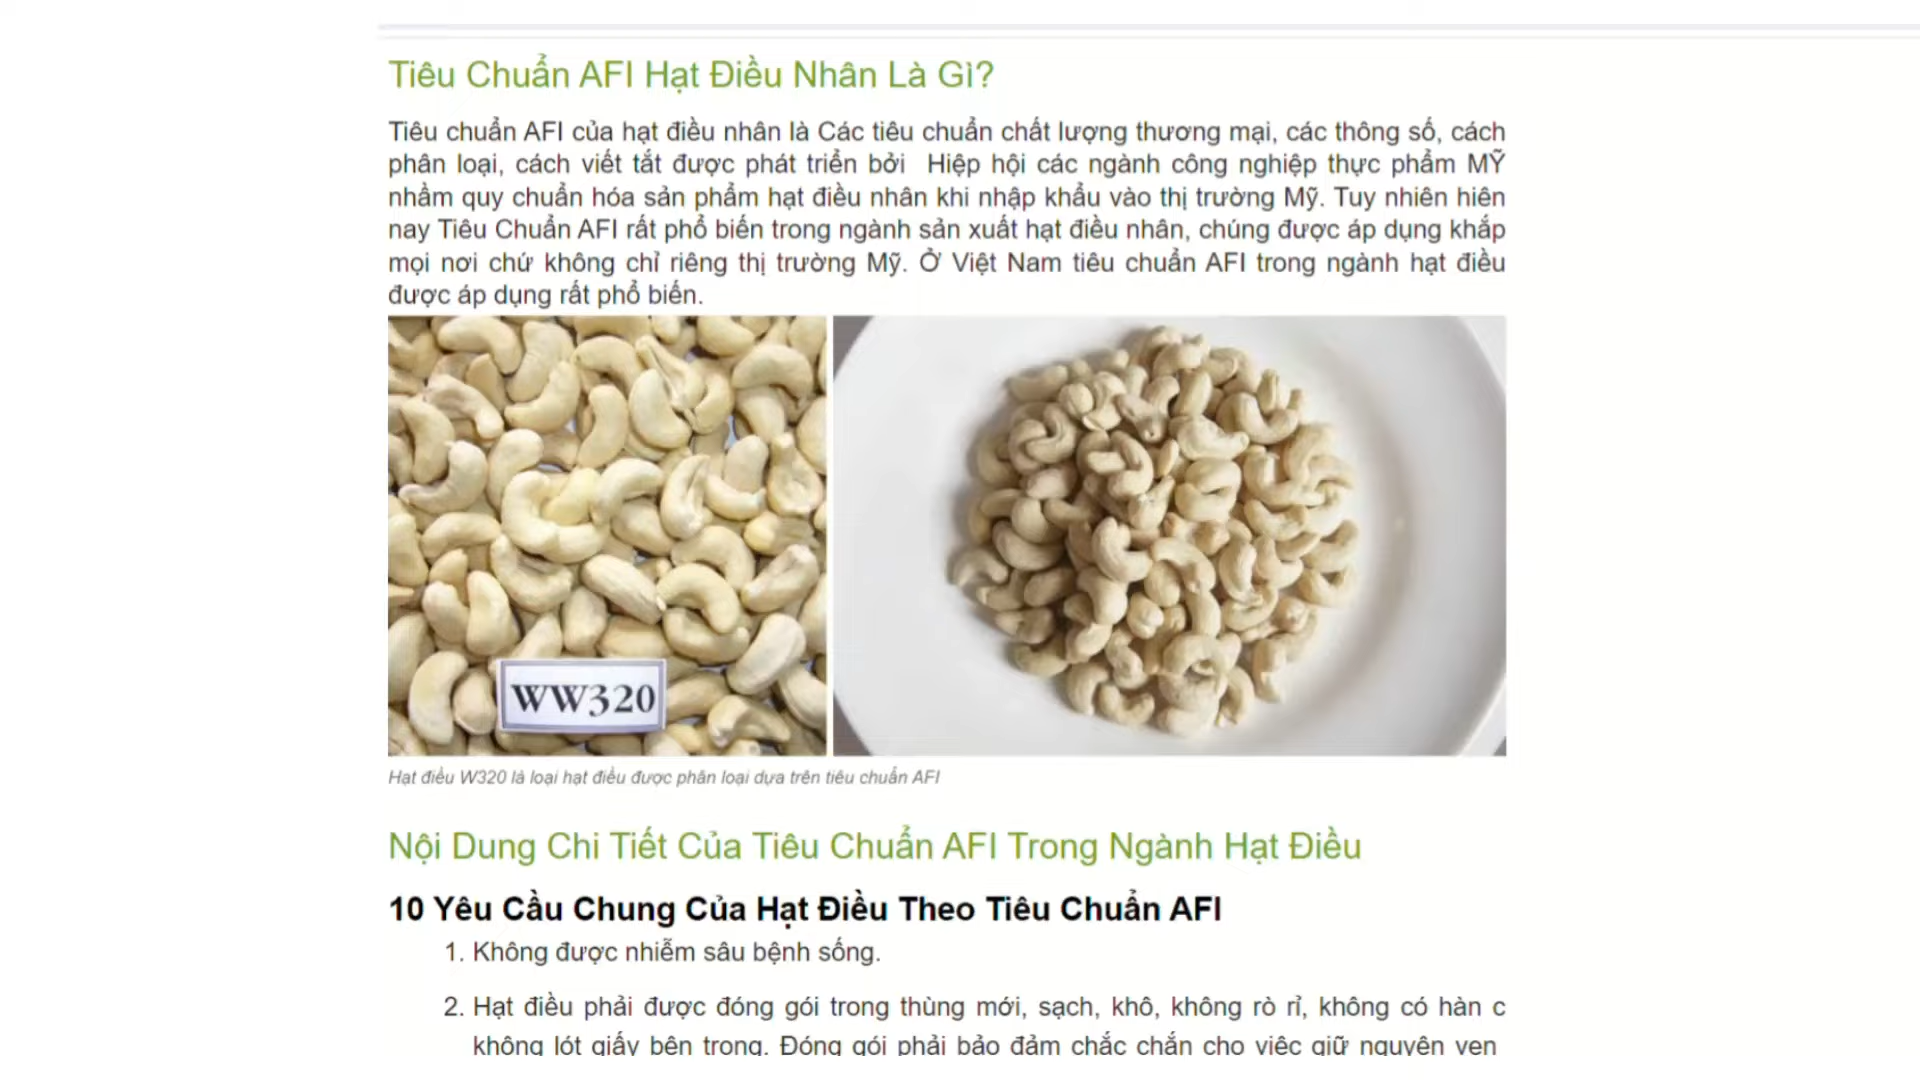 Tiêu Chuẩn AFI Hạt Điều Nhân Là Gì?
Tiêu chuẩn AFI của hạt điều nhân là Các tiêu chuẩn chất lượng thương mại, các thông số, cách
phân loại, cách viết tắt được phát triển bởi  Hiệp hội các ngành công nghiệp thực phẩm MỸ
nhằm quy chuẩn hóa sản phẩm hạt điều nhân khi nhập khẩu vào thị trường Mỹ. Tuy nhiên hiên
nay Tiêu Chuẩn AFI rất phổ biến trong ngành sản xuất hạt điều nhân, chúng được áp dụng khắp
mọi nơi chứ không chỉ riêng thị trường Mỹ. Ở Việt Nam tiêu chuẩn AFI trong ngành hạt điều
được áp dụng rất phổ biến.
WW320
Hạt điều W320 là loại hạt điều được phân loại dựa trên tiêu chuẩn AFI
Nội Dung Chi Tiết Của Tiêu Chuẩn AFI Trong Ngành Hạt Điều
10 Yêu Cầu Chung Của Hạt Điều Theo Tiêu Chuẩn AFI
1. Không được nhiễm sâu bệnh sống.
2. Hạt điều phải được đóng gói trong thùng mới, sạch, khô, không rò rỉ, không có hàn c
không lót giấy bên trong. Đóng gói phải bảo đảm chắc chắn cho việc giữ nguyên vẹn